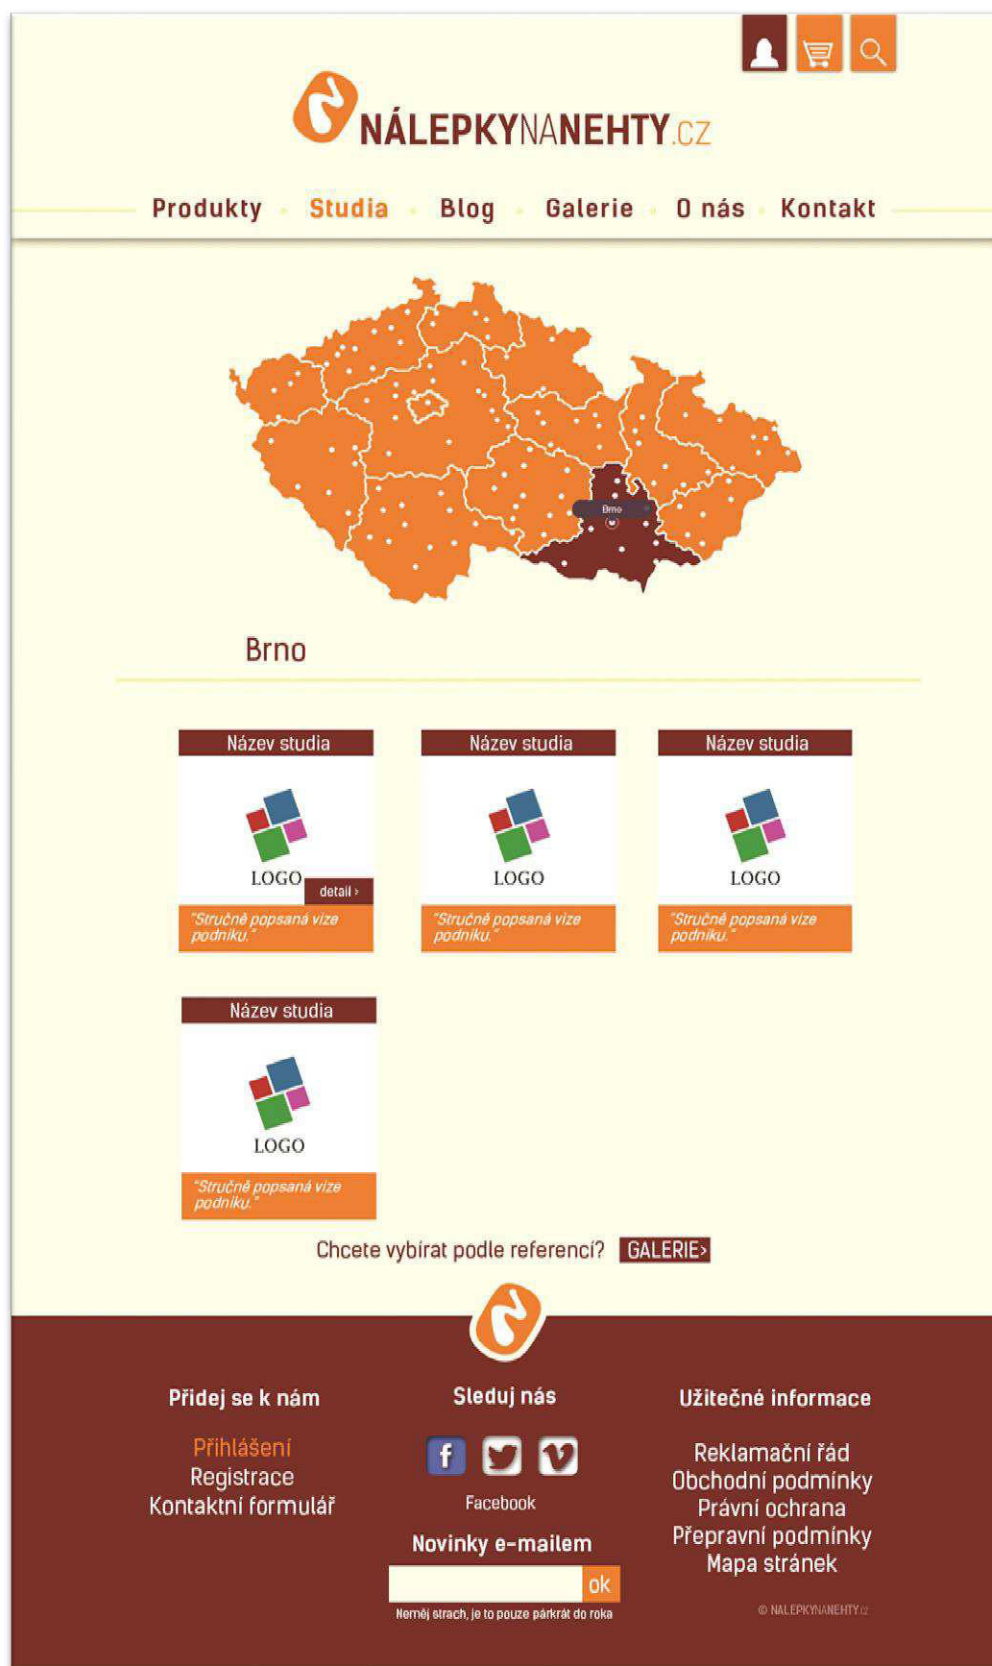 NÁLEPKYNANEHTY.CZ
Produkty Studia Blog Galerie O nás Kontakt
Brno
Brno
Název studia Název studia Název studia
LOGO LOGO LOGO
detail ›
"Stručně popsaná vize "Stručně popsaná vize "Stručně popsaná vize
podniku." podniku." podniku."
Název studia
LOGO
"Stručně popsaná vize
podniku."
Chcete vybírat podle referencí? GALERIE›
Přidej se k nám
Přihlášení
Registrace
Kontaktní formulář
Sleduj nás
Facebook
Novinky e-mailem
ok
Neměj strach, je to pouze párkrát do roka
Užitečné informace
Reklamační řád
Obchodní podmínky
Právní ochrana
Přepravní podmínky
Mapa stránek
© NALEPKYNANEHTY.CZ